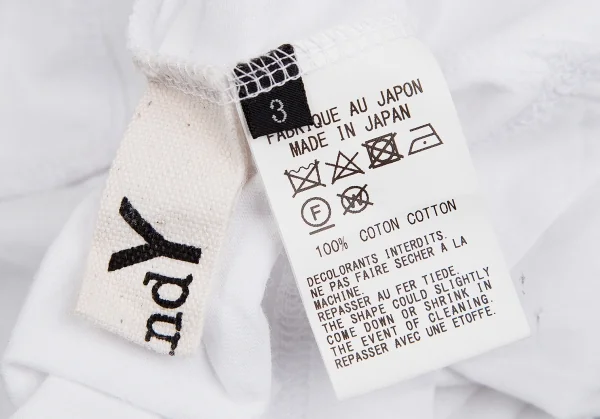 ndY
3
FABRIQUE AU JAPON
MADE IN JAPAN
F
W
100% COTON COTTON
DECOLORANTS INTERDITS.
NE PAS FAIRE SECHER A LA
MACHINE.
REPASSER AU FER TIEDE.
THE SHAPE COULD SLIGHTLY
COME DOWN OR SHRINK IN
THE EVENT OF CLEANING.
REPASSER AVEC UNE ETOFFE.